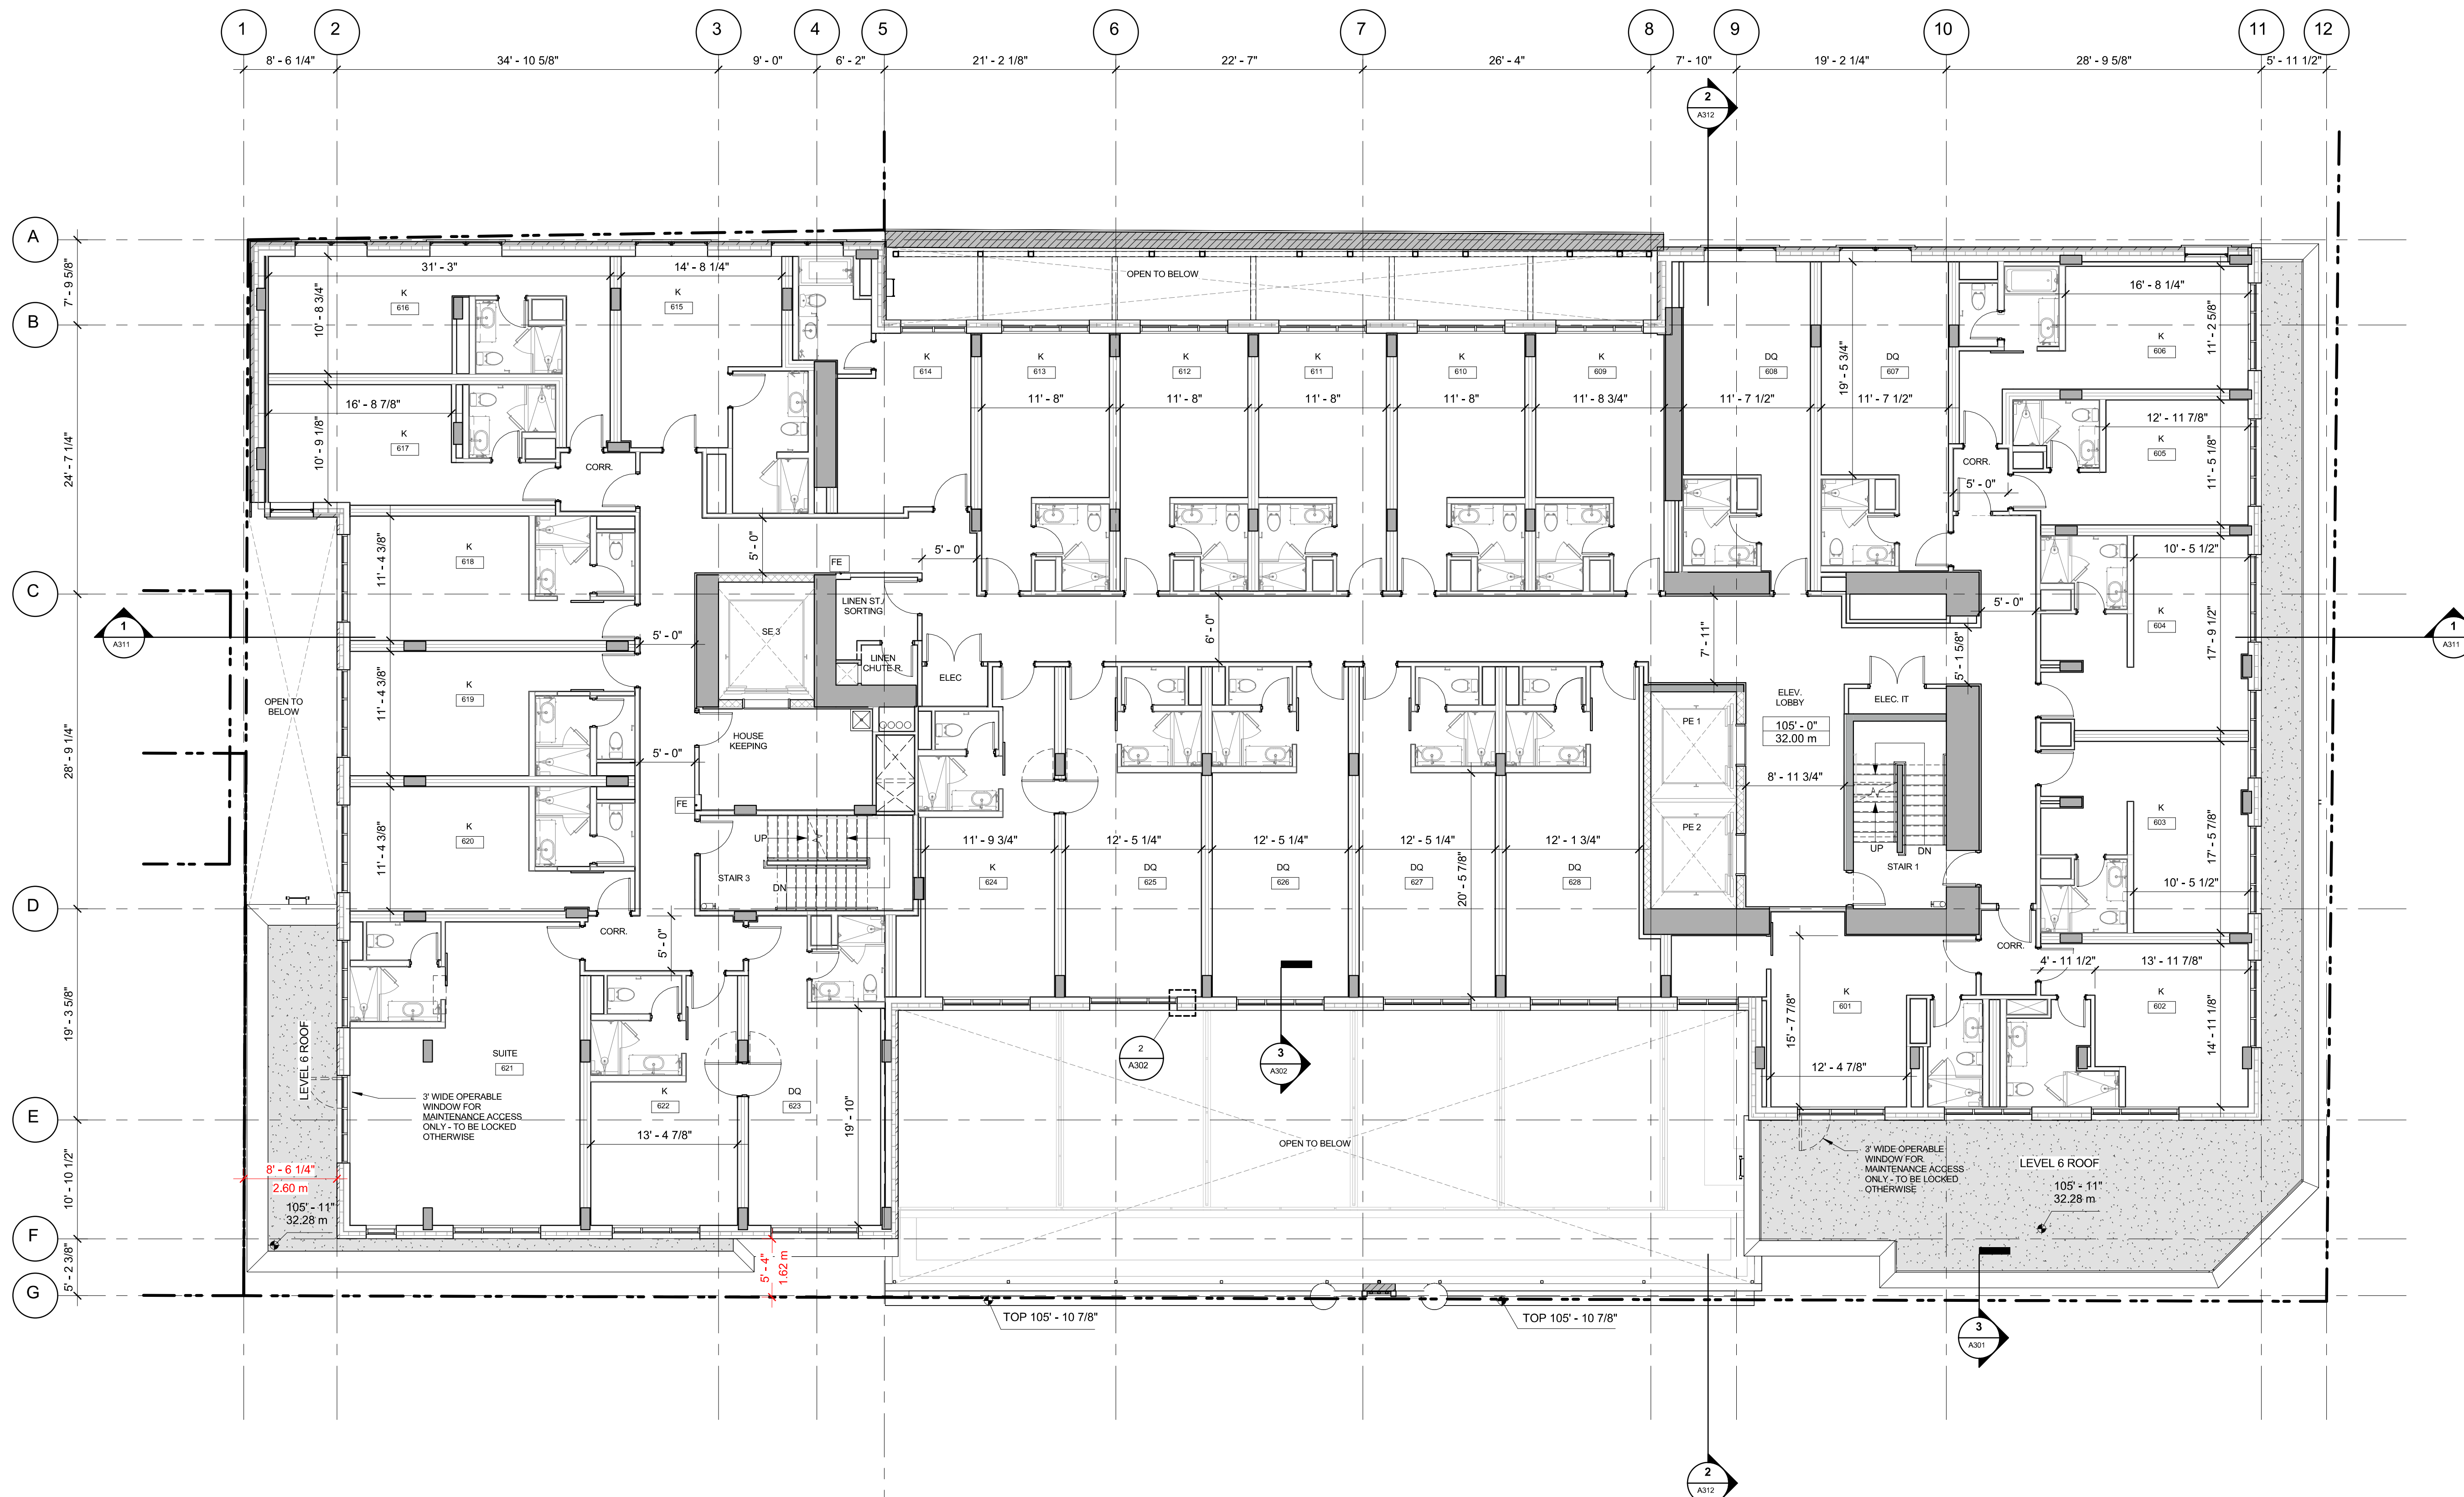 1 2 3 4 5 6 7 8 9 10 11 12
8' - 6 1/4" 34' - 10 5/8" 9' - 0" 6' - 2" 21' - 2 1/8" 22' - 7" 26' - 4" 7' - 10" 19' - 2 1/4" 28' - 9 5/8" 5' - 11 1/2"
2
A312
A
7' - 9 5/8"
B
24' - 7 1/4"
C
28' - 9 1/4"
D
19' - 3 5/8"
E
10' - 10 1/2"
F
5' - 2 3/8"
G
31' - 3"
K
616
10' - 8 3/4"
14' - 8 1/4"
K
615
16' - 8 7/8"
K
617
10' - 9 1/8"
CORR.
OPEN TO BELOW
K
614
K
613
11' - 8"
K
612
11' - 8"
K
611
11' - 8"
K
610
11' - 8"
K
609
11' - 8 3/4"
DQ
608
11' - 7 1/2"
19' - 5 3/4"
DQ
607
11' - 7 1/2"
16' - 8 1/4"
K
606
11' - 2 5/8"
12' - 11 7/8"
K
605
11' - 5 1/8"
CORR.
5' - 0"
K
618
11' - 4 3/8"
5' - 0"
FE
5' - 0"
LINEN ST./
SORTING
SE 3
LINEN
CHUTE R.
ELEC
5' - 0"
6' - 0"
7' - 11"
5' - 0"
5' - 1 5/8"
10' - 5 1/2"
K
604
17' - 9 1/2"
1
A311
1
A311
OPEN TO
BELOW
K
619
11' - 4 3/8"
5' - 0"
HOUSE
KEEPING
FE
K
620
11' - 4 3/8"
UP
STAIR 3
DN
PE 1
PE 2
ELEV.
LOBBY
105' - 0"
32.00 m
8' - 11 3/4"
ELEC. IT
UP
DN
STAIR 1
K
603
17' - 5 7/8"
10' - 5 1/2"
11' - 9 3/4"
K
624
12' - 5 1/4"
DQ
625
12' - 5 1/4"
DQ
626
12' - 5 1/4"
DQ
627
20' - 5 7/8"
12' - 1 3/4"
DQ
628
CORR.
5' - 0"
CORR.
4' - 11 1/2"
13' - 11 7/8"
K
601
15' - 7 7/8"
12' - 4 7/8"
K
602
14' - 11 1/8"
LEVEL 6 ROOF
SUITE
621
3' WIDE OPERABLE
WINDOW FOR
MAINTENANCE ACCESS
ONLY - TO BE LOCKED
OTHERWISE
K
622
13' - 4 7/8"
DQ
623
19' - 10"
2
A302
3
A302
OPEN TO BELOW
3' WIDE OPERABLE
WINDOW FOR
MAINTENANCE ACCESS
ONLY - TO BE LOCKED
OTHERWISE
LEVEL 6 ROOF
105' - 11"
32.28 m
8' - 6 1/4"
2.60 m
105' - 11"
32.28 m
5' - 4"
1.62 m
TOP 105' - 10 7/8"
TOP 105' - 10 7/8"
3
A301
2
A312